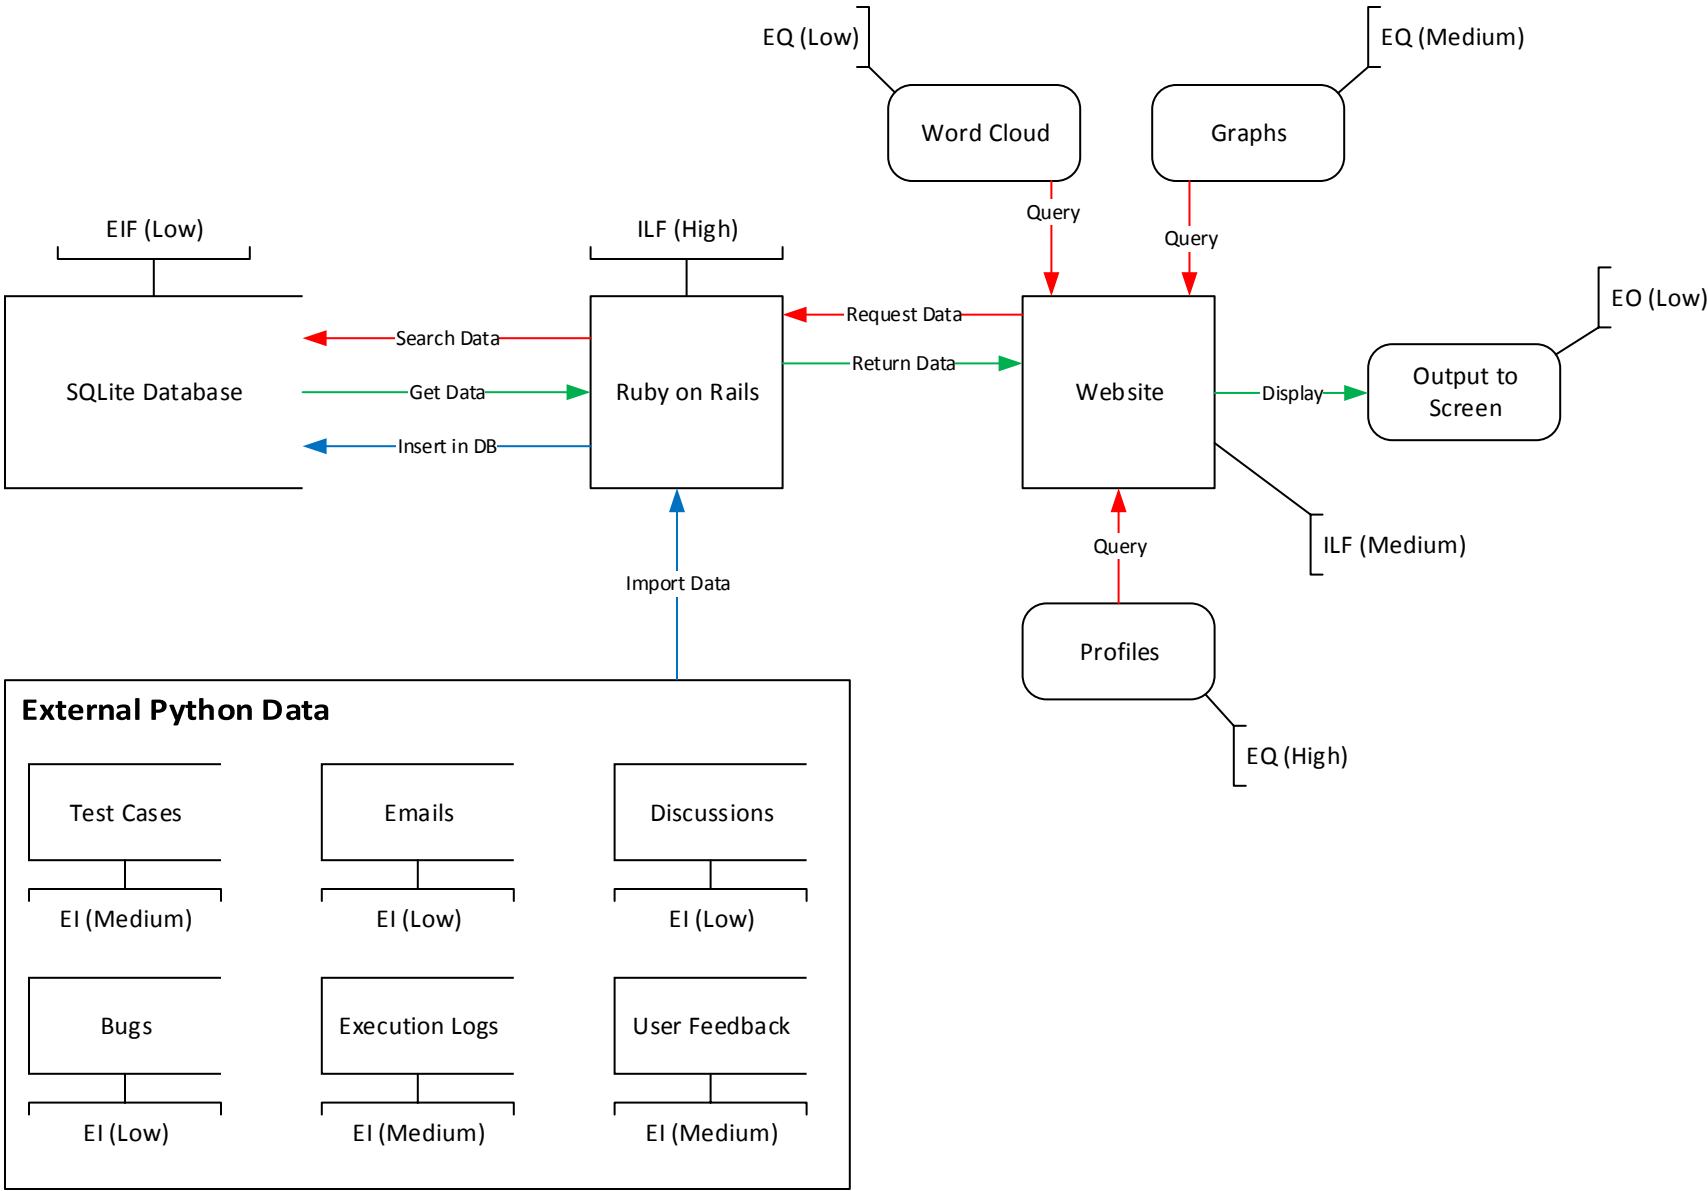 EQ (Low)
EQ (Medium)
Word Cloud
Graphs
Query
Query
EIF (Low)
ILF (High)
EO (Low)
Request Data
Search Data
Return Data
SQLite Database
Get Data
Ruby on Rails
Website
Display
Output to
Screen
Insert in DB
Query
ILF (Medium)
Import Data
Profiles
External Python Data
EQ (High)
Test Cases
Emails
Discussions
EI (Medium)
EI (Low)
EI (Low)
Bugs
Execution Logs
User Feedback
EI (Low)
EI (Medium)
EI (Medium)